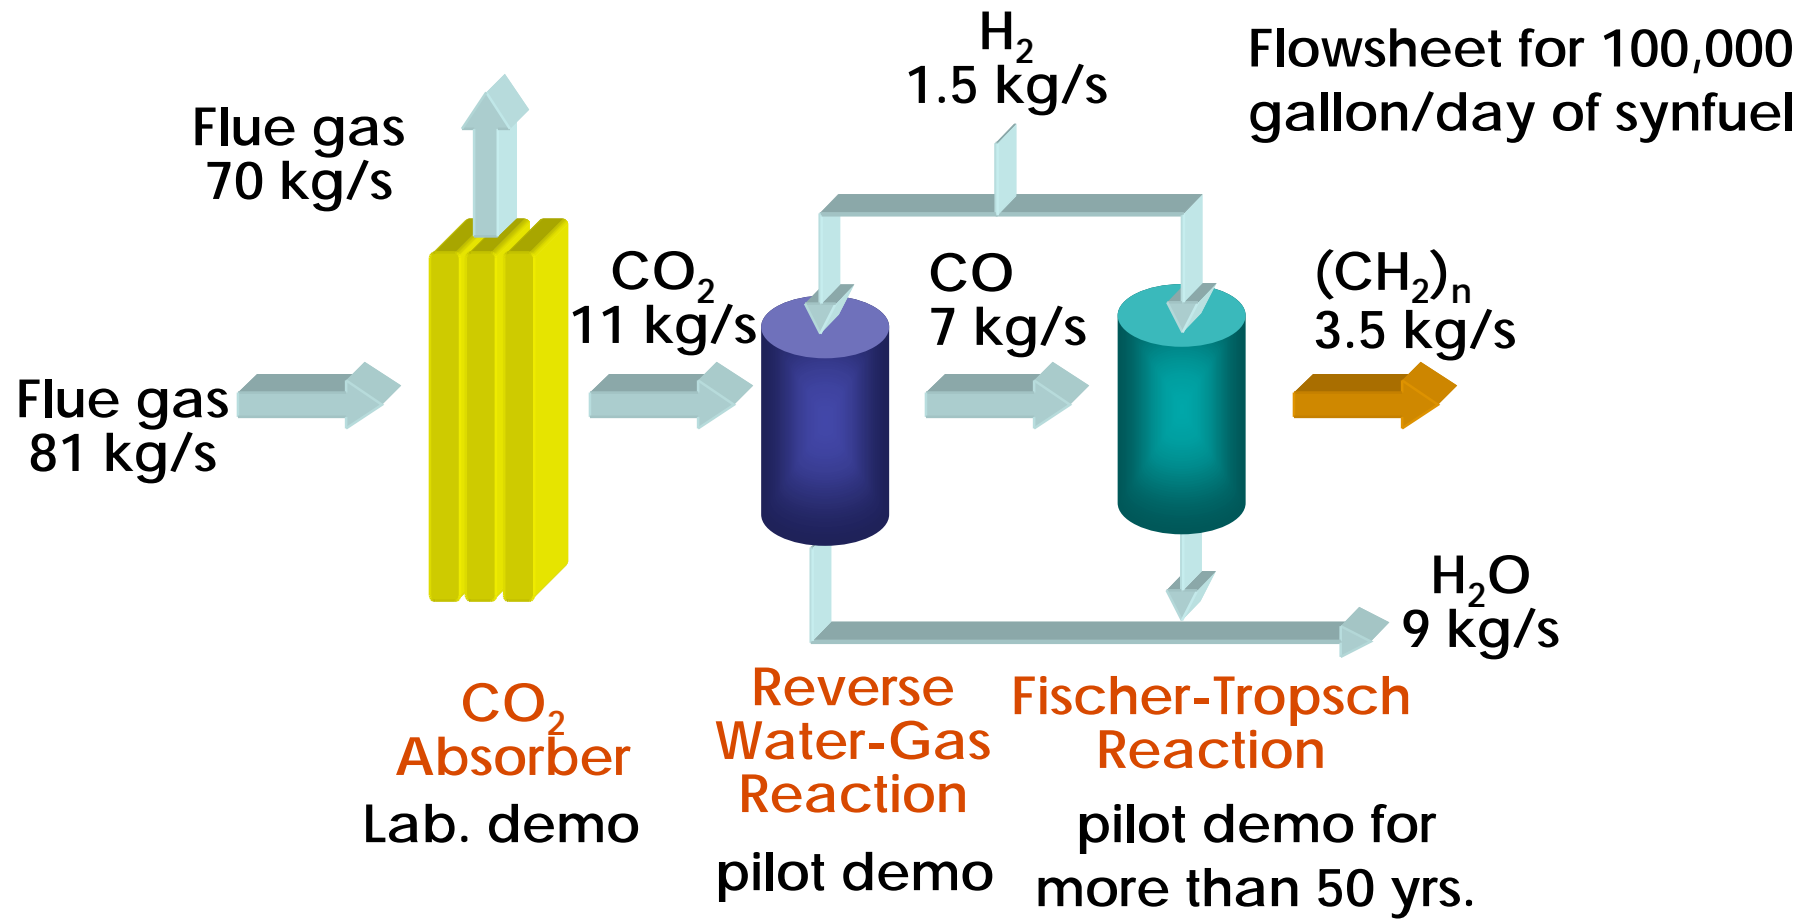 Flowsheet for 100,000
gallon/day of synfuel
H₂
1.5 kg/s
Flue gas
70 kg/s
CO₂
11 kg/s
CO
7 kg/s
(CH₂)ₙ
3.5 kg/s
Flue gas
81 kg/s
H₂O
9 kg/s
CO₂
Absorber
Lab. demo
Reverse
Water-Gas
Reaction
pilot demo
Fischer-Tropsch
Reaction
pilot demo for
more than 50 yrs.